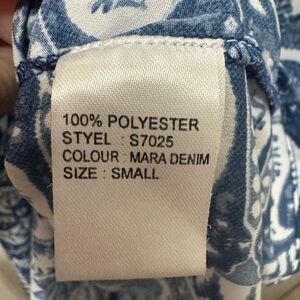 100% POLYESTER
STYEL : S7025
COLOUR : MARA DENIM
SIZE : SMALL